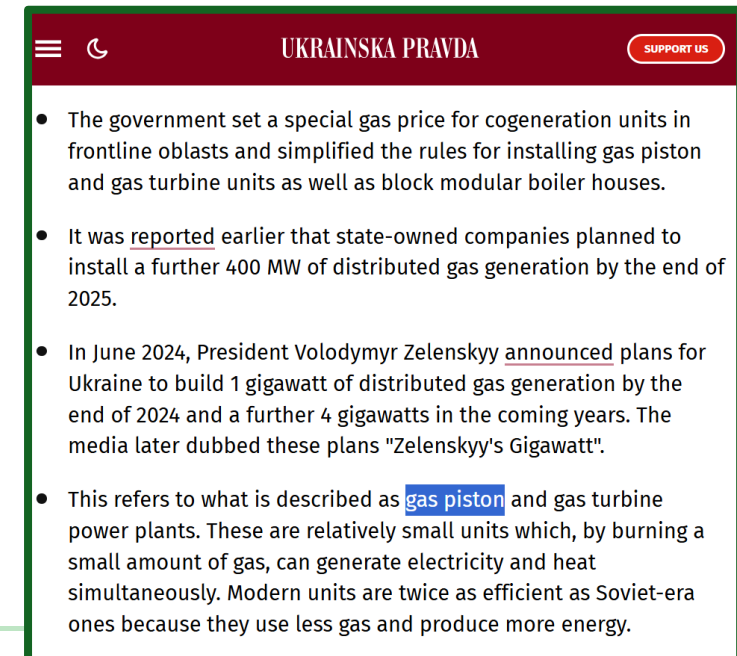 UKRAINSKA PRAVDA
SUPPORT US
The government set a special gas price for cogeneration units in
frontline oblasts and simplified the rules for installing gas piston
and gas turbine units as well as block modular boiler houses.
It was reported earlier that state-owned companies planned to
install a further 400 MW of distributed gas generation by the end of
2025.
In June 2024, President Volodymyr Zelenskyy announced plans for
Ukraine to build 1 gigawatt of distributed gas generation by the
end of 2024 and a further 4 gigawatts in the coming years. The
media later dubbed these plans "Zelenskyy's Gigawatt".
This refers to what is described as gas piston and gas turbine
power plants. These are relatively small units which, by burning a
small amount of gas, can generate electricity and heat
simultaneously. Modern units are twice as efficient as Soviet-era
ones because they use less gas and produce more energy.